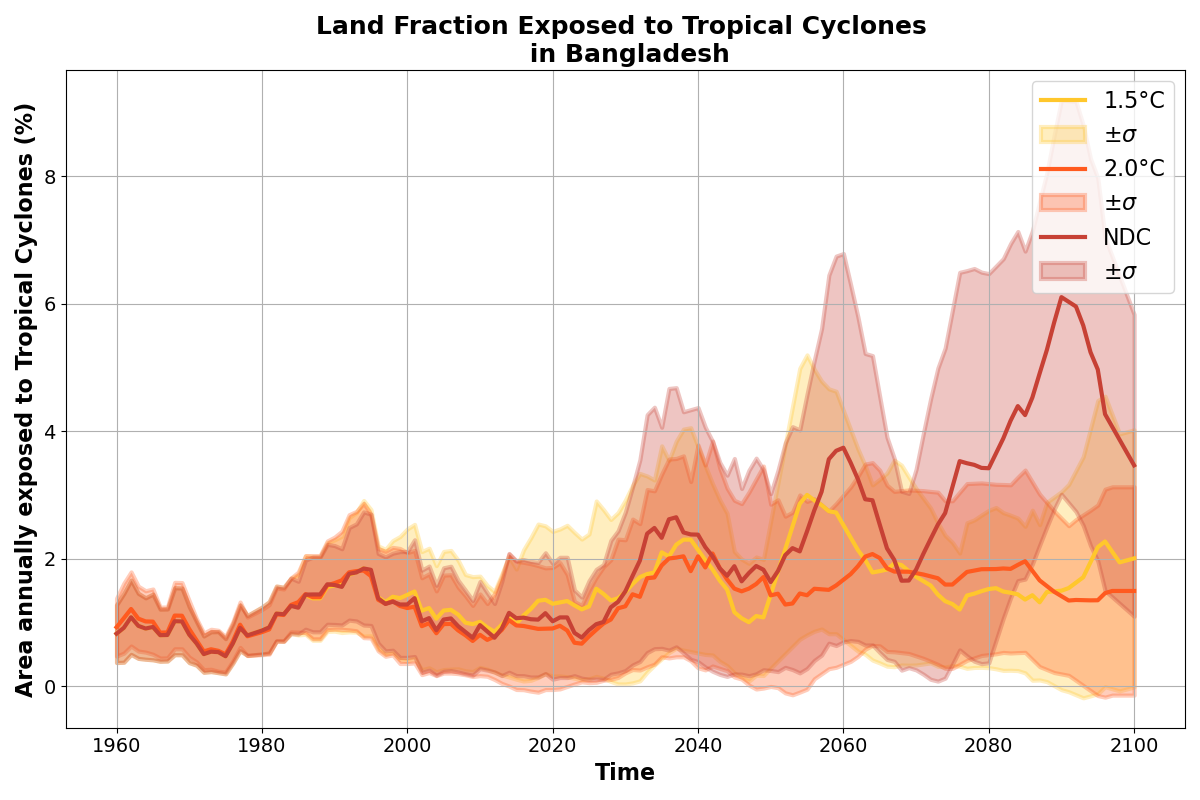 Land Fraction Exposed to Tropical Cyclones
in Bangladesh
Area annually exposed to Tropical Cyclones (%)
8
6
4
2
0
1960 1980 2000 2020 2040 2060 2080 2100
Time
1.5°C
±σ
2.0°C
±σ
NDC
±σ